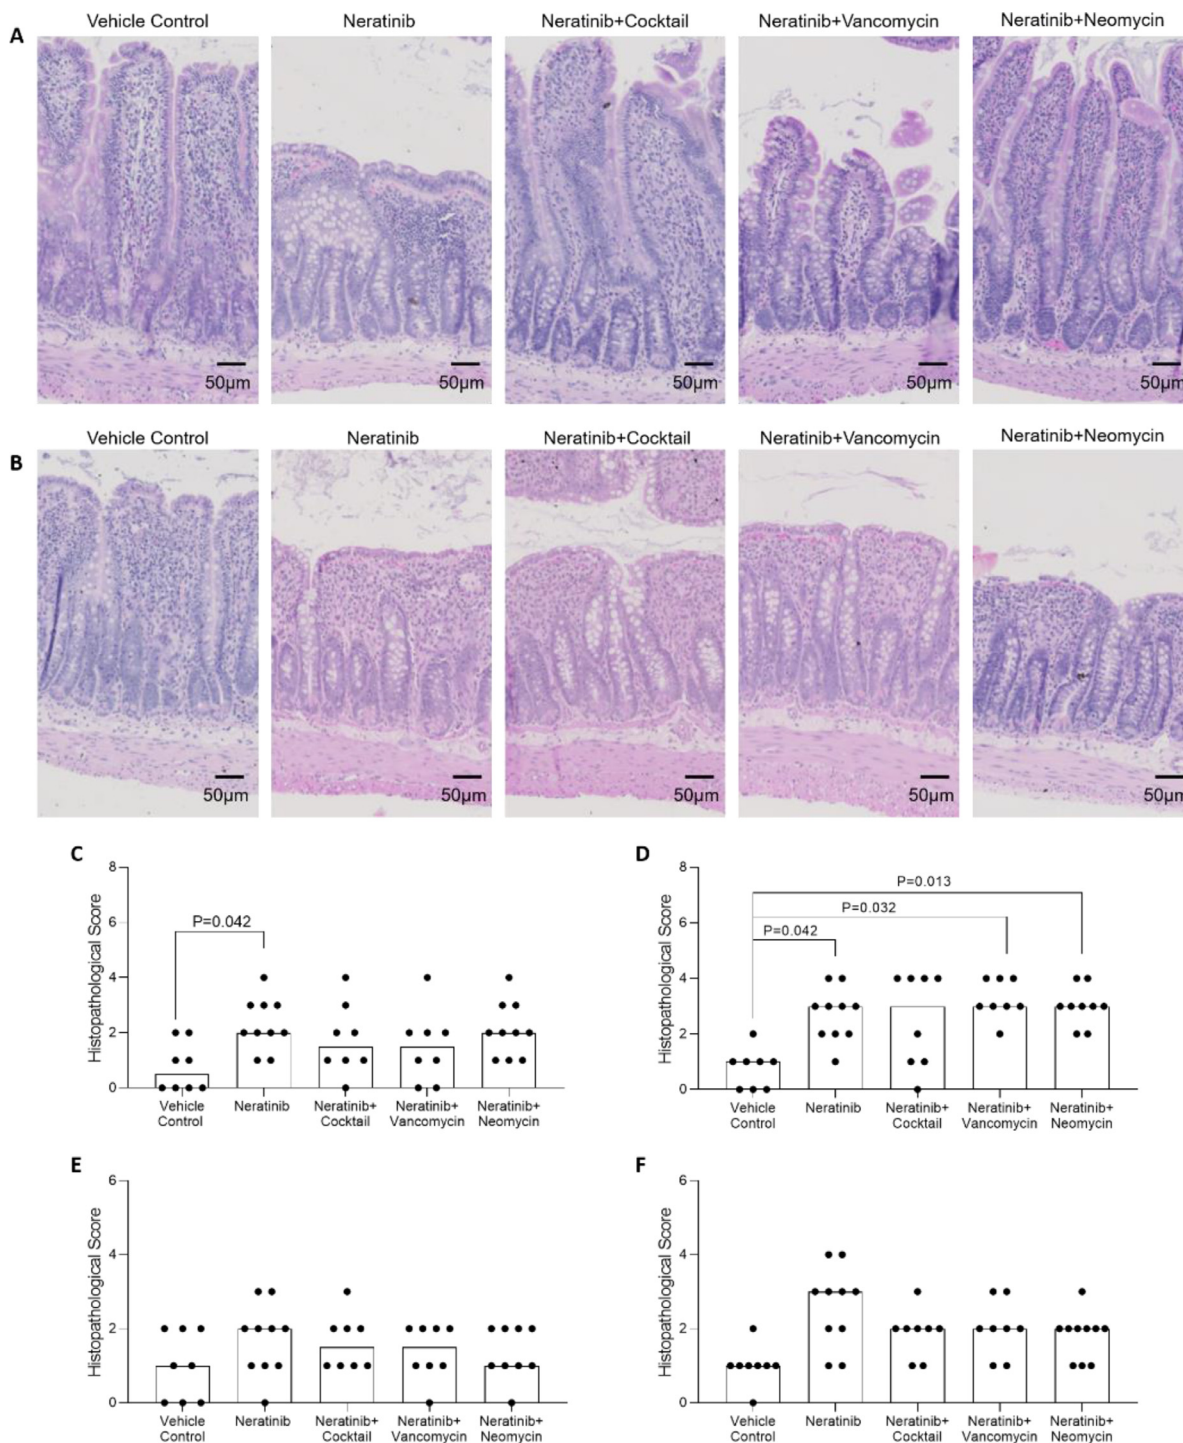 Vehicle Control Neratinib Neratinib+Cocktail Neratinib+Vancomycin Neratinib+Neomycin
A
50µm 50µm 50µm 50µm 50µm
Vehicle Control Neratinib Neratinib+Cocktail Neratinib+Vancomycin Neratinib+Neomycin
B
50µm 50µm 50µm 50µm 50µm
C
Histopathological Score
8
6
4
2
0
P=0.042
Vehicle Neratinib Neratinib+ Neratinib+ Neratinib+
Control Cocktail Vancomycin Neomycin
D
Histopathological Score
8
6
4
2
0
P=0.013
P=0.032
P=0.042
Vehicle Neratinib Neratinib+ Neratinib+ Neratinib+
Control Cocktail Vancomycin Neomycin
E
Histopathological Score
6
4
2
0
Vehicle Neratinib Neratinib+ Neratinib+ Neratinib+
Control Cocktail Vancomycin Neomycin
F
Histopathological Score
6
4
2
0
Vehicle Neratinib Neratinib+ Neratinib+ Neratinib+
Control Cocktail Vancomycin Neomycin